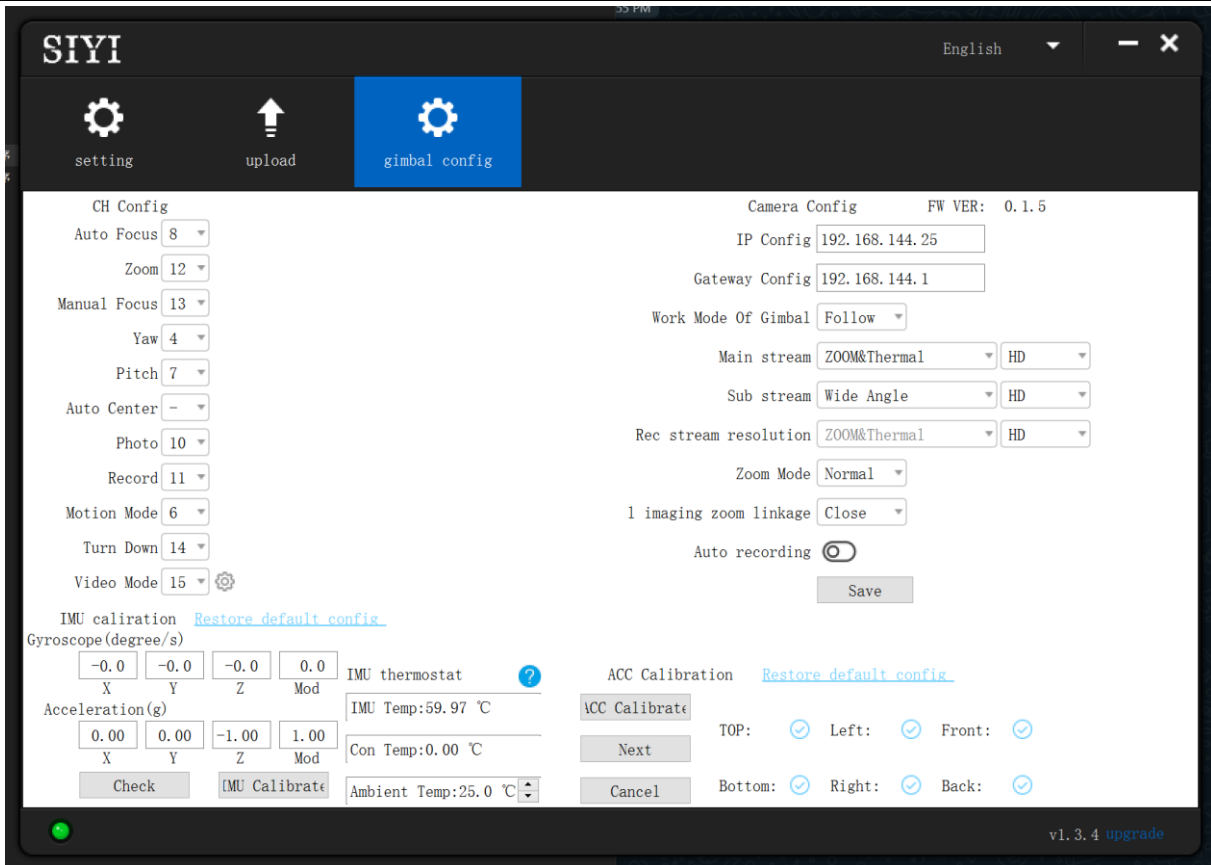 55 PM
SIYI
English
setting
upload
gimbal config
CH Config
Auto Focus 8
Zoom 12
Manual Focus 13
Yaw 4
Pitch 7
Auto Center -
Photo 10
Record 11
Motion Mode 6
Turn Down 14
Video Mode 15
Camera Config FW VER: 0.1.5
IP Config 192.168.144.25
Gateway Config 192.168.144.1
Work Mode Of Gimbal Follow
Main stream ZOOM&Thermal HD
Sub stream Wide Angle HD
Rec stream resolution ZOOM&Thermal HD
Zoom Mode Normal
l imaging zoom linkage Close
Auto recording
Save
IMU caliration Restore default config
Gyroscope(degree/s)
-0.0 -0.0 -0.0 0.0
X Y Z Mod
Acceleration(g)
0.00 0.00 -1.00 1.00
X Y Z Mod
Check IMU Calibrate
IMU thermostat ?
IMU Temp:59.97 ℃
Con Temp:0.00 ℃
Ambient Temp:25.0 ℃
ACC Calibration Restore default config
ACC Calibrate
Next
Cancel
TOP: Left: Front:
Bottom: Right: Back:
v1.3.4 upgrade